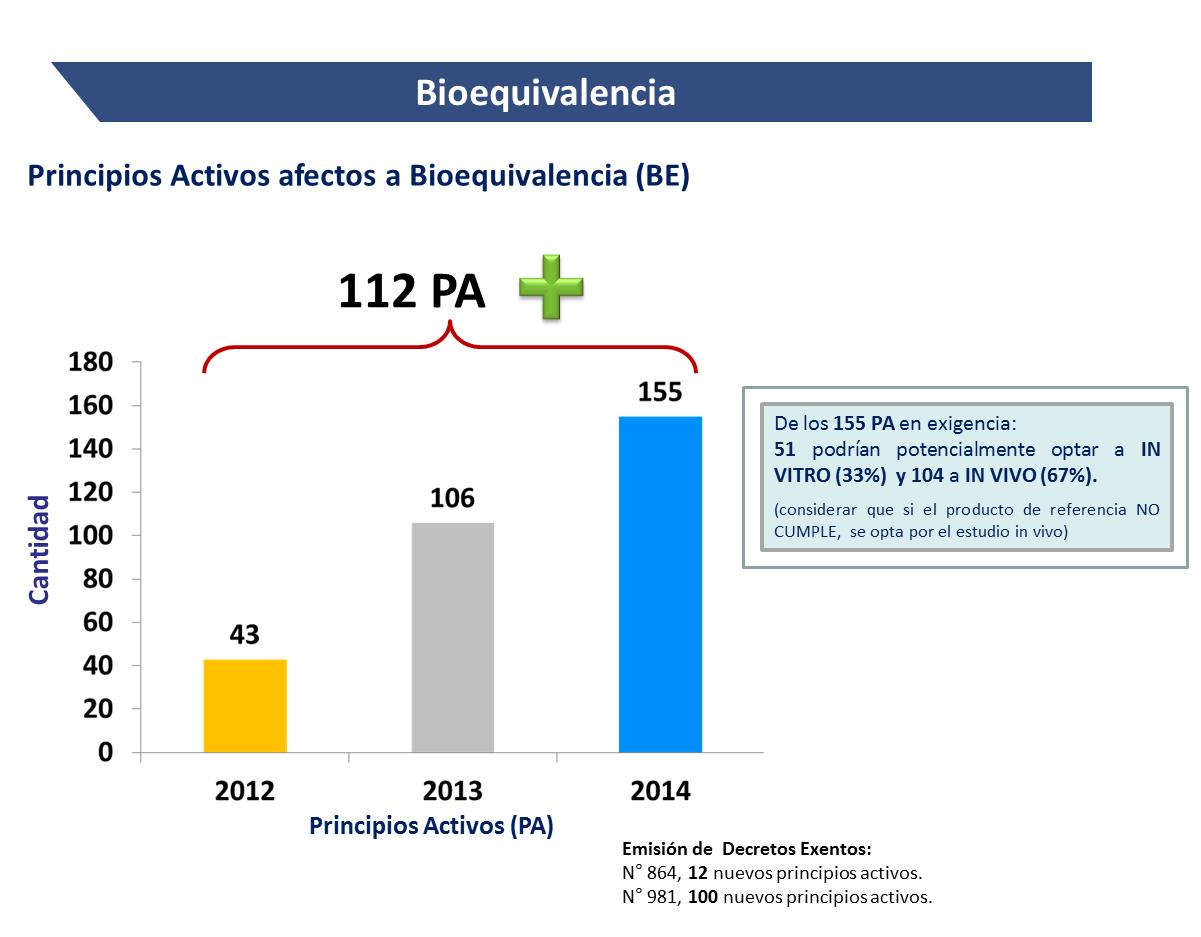 Bioequivalencia
Principios Activos afectos a Bioequivalencia (BE)
112 PA
180
160
140
120
100
80
60
40
20
0
Cantidad
43
106
155
2012
2013
2014
Principios Activos (PA)
De los 155 PA en exigencia:
51 podrían potencialmente optar a IN
VITRO (33%) y 104 a IN VIVO (67%).
(considerar que si el producto de referencia NO
CUMPLE, se opta por el estudio in vivo)
Emisión de Decretos Exentos:
N° 864, 12 nuevos principios activos.
N° 981, 100 nuevos principios activos.